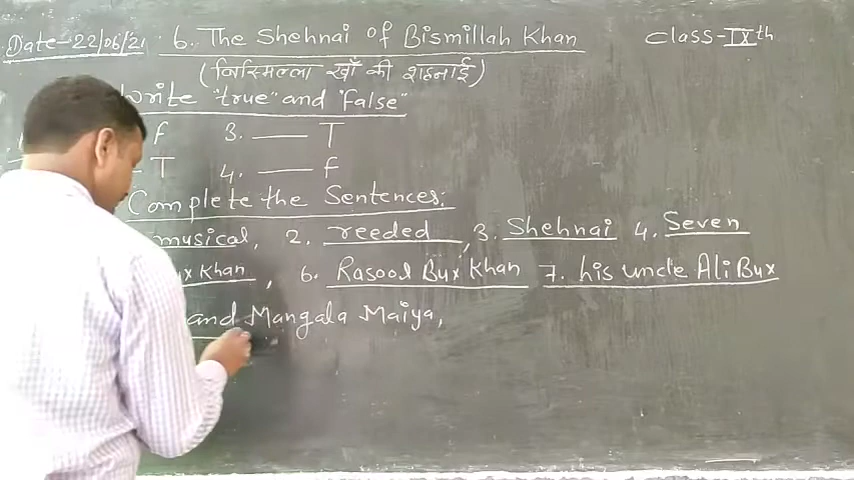 Date-22/06/21 6. The Shehnai of Bismillah Khan Class-IXth
(बिस्मिल्ला खाँ की शहनाई)
Write "true" and "False"
f 3. — T
- T 4. — f
Complete the Sentences:
musical, 2. reeded, 3. Shehnai 4. Seven
Khan, 6. Rasool Bux Khan 7. his uncle Ali Bux
and Mangala Maiya,